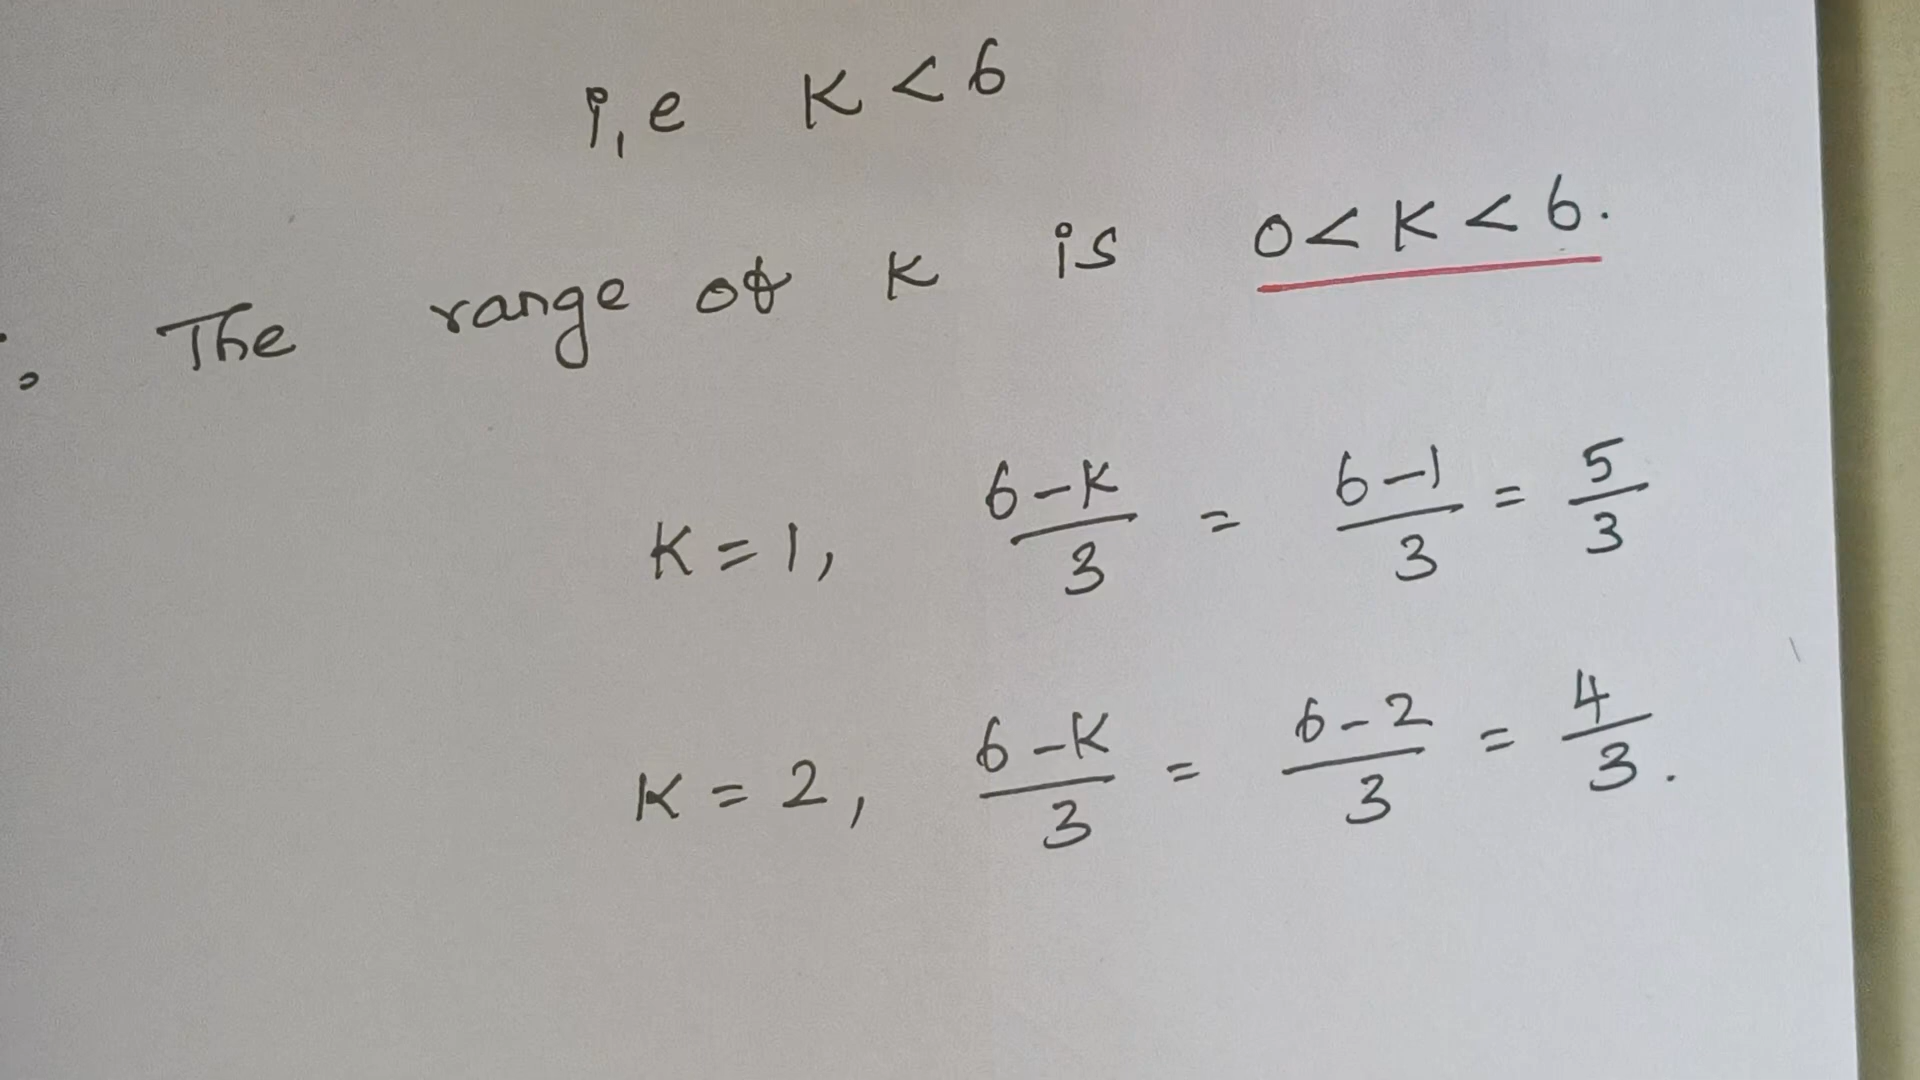 i,e K < 6
∴ The range of K is 0 < K < 6.
K = 1, (6-K)/3 = (6-1)/3 = 5/3
K = 2, (6-K)/3 = (6-2)/3 = 4/3.